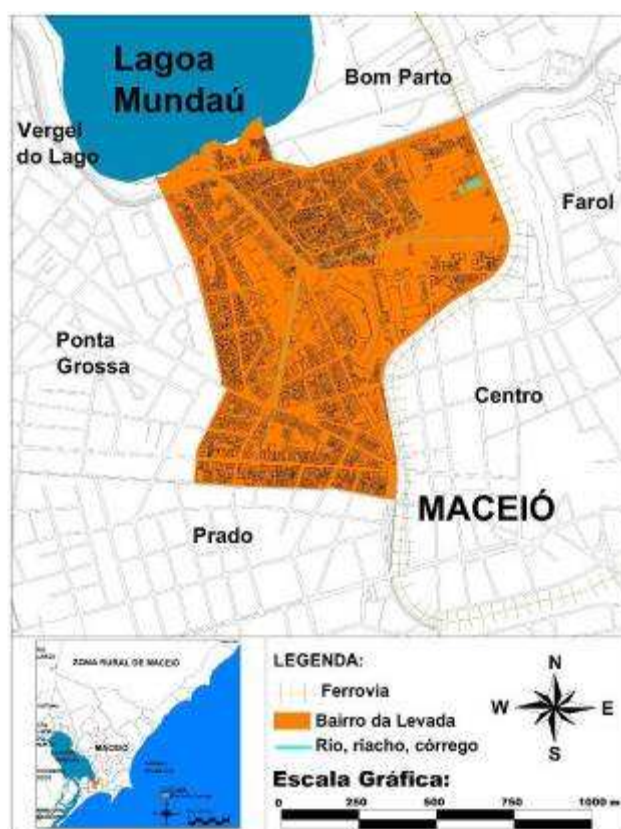 Lagoa
Mundaú
Bom Parto
Vergel
do Lago
Farol
Ponta
Grossa
Centro
MACEIÓ
Prado
ZONA RURAL DE MACEIÓ
MACEIÓ
LEGENDA:
Ferrovia
Bairro da Levada
Rio, riacho, córrego
N
W
E
S
Escala Gráfica:
0 250 500 750 1000 m